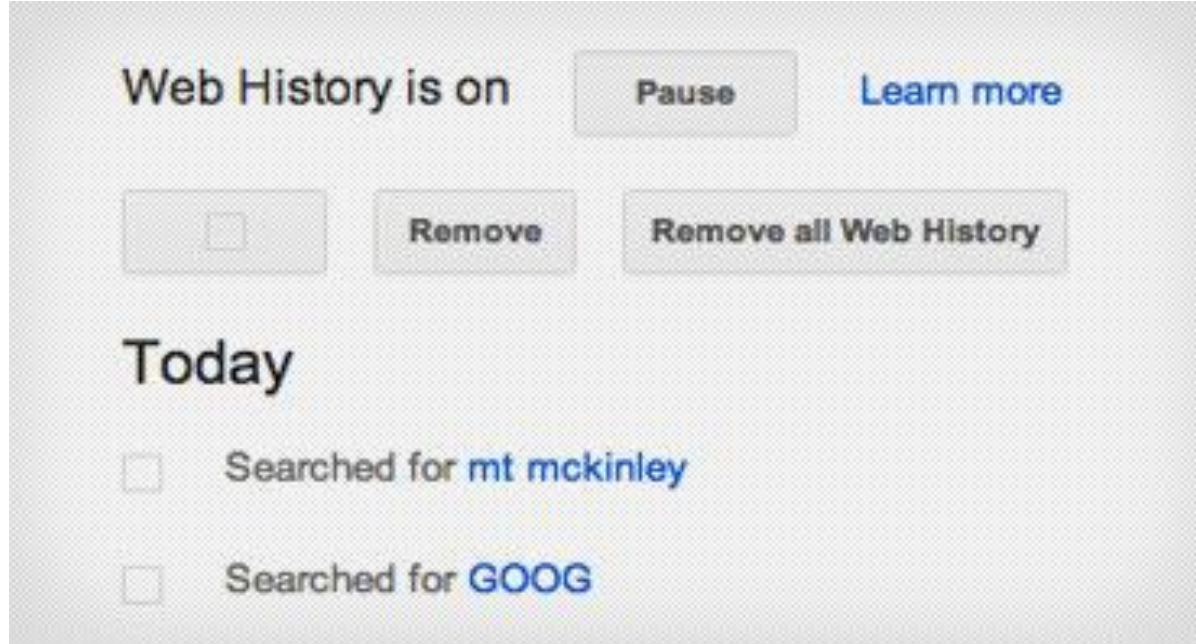 Web History is on Pause Learn more
Remove Remove all Web History
Today
Searched for mt mckinley
Searched for GOOG